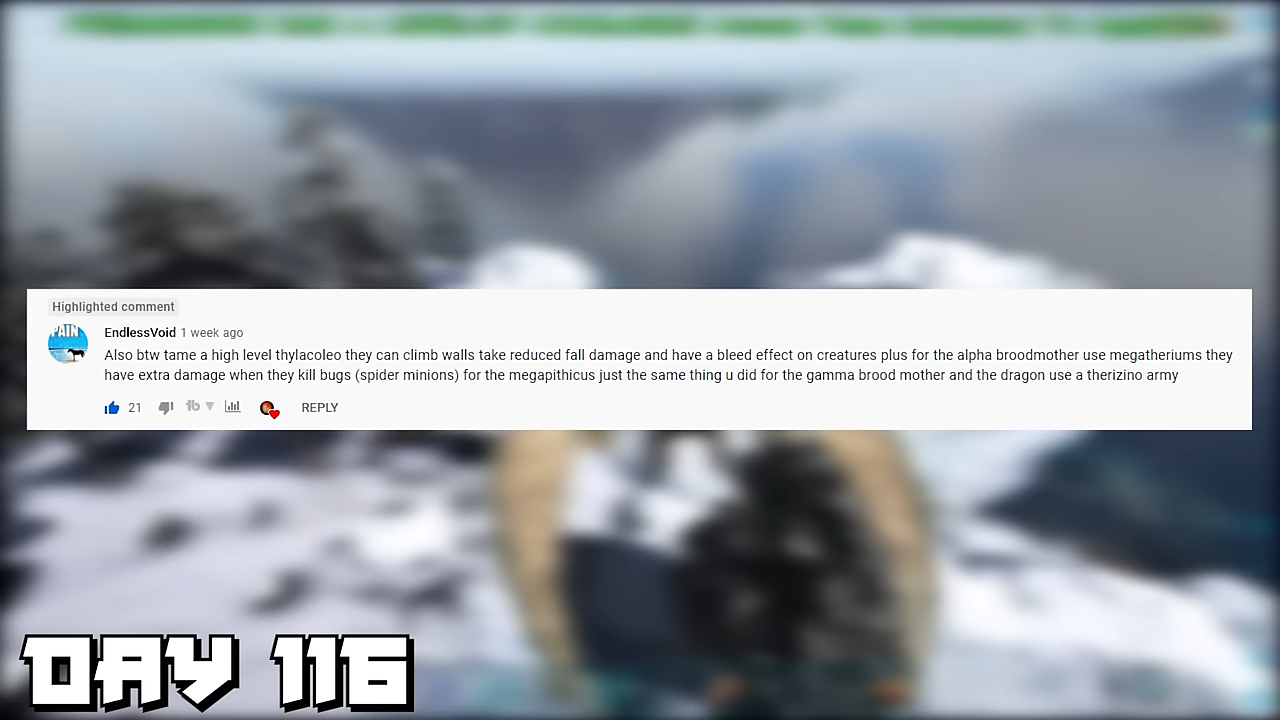 Highlighted comment
PAIN
EndlessVoid 1 week ago
Also btw tame a high level thylacoleo they can climb walls take reduced fall damage and have a bleed effect on creatures plus for the alpha broodmother use megatheriums they
have extra damage when they kill bugs (spider minions) for the megapithicus just the same thing u did for the gamma brood mother and the dragon use a therizino army
21
REPLY
DAY 116